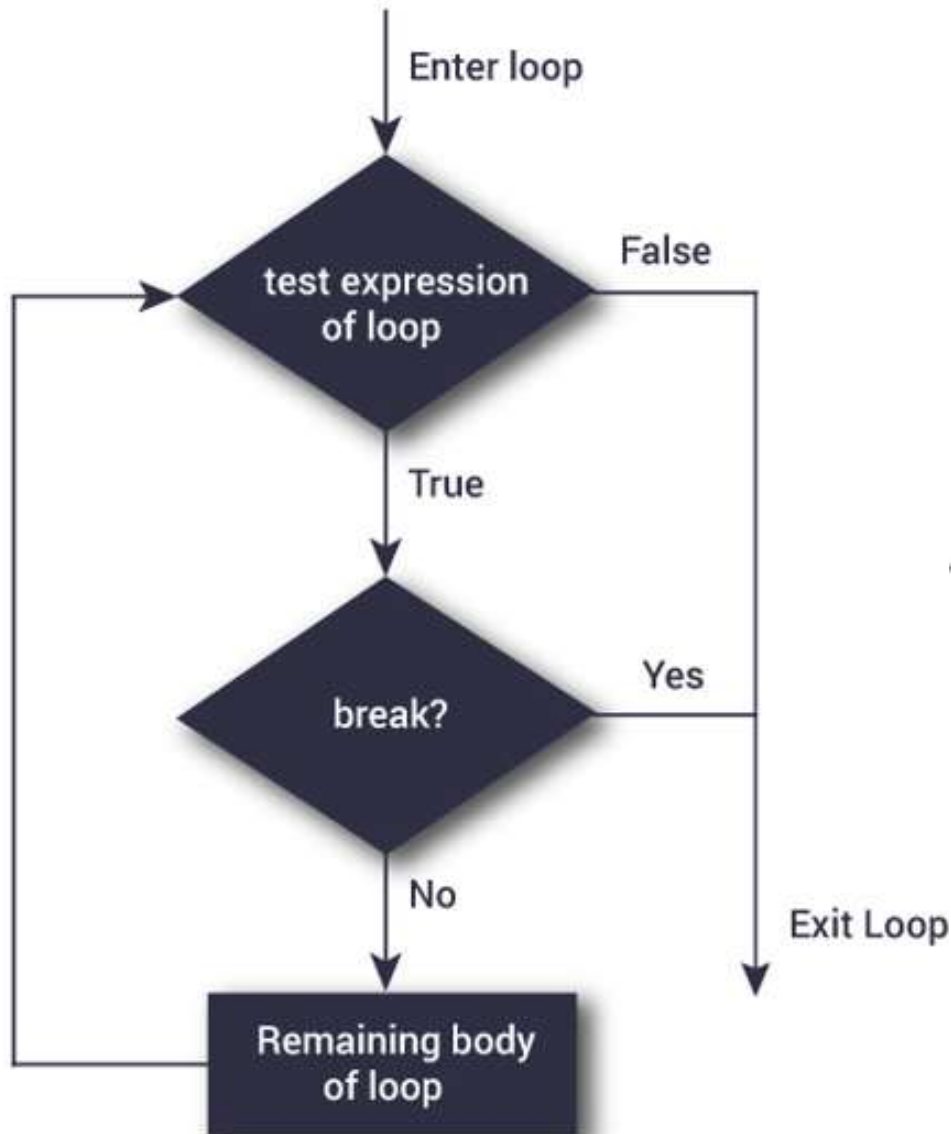 Enter loop
test expression
of loop
False
True
break?
Yes
No
Exit Loop
Remaining body
of loop